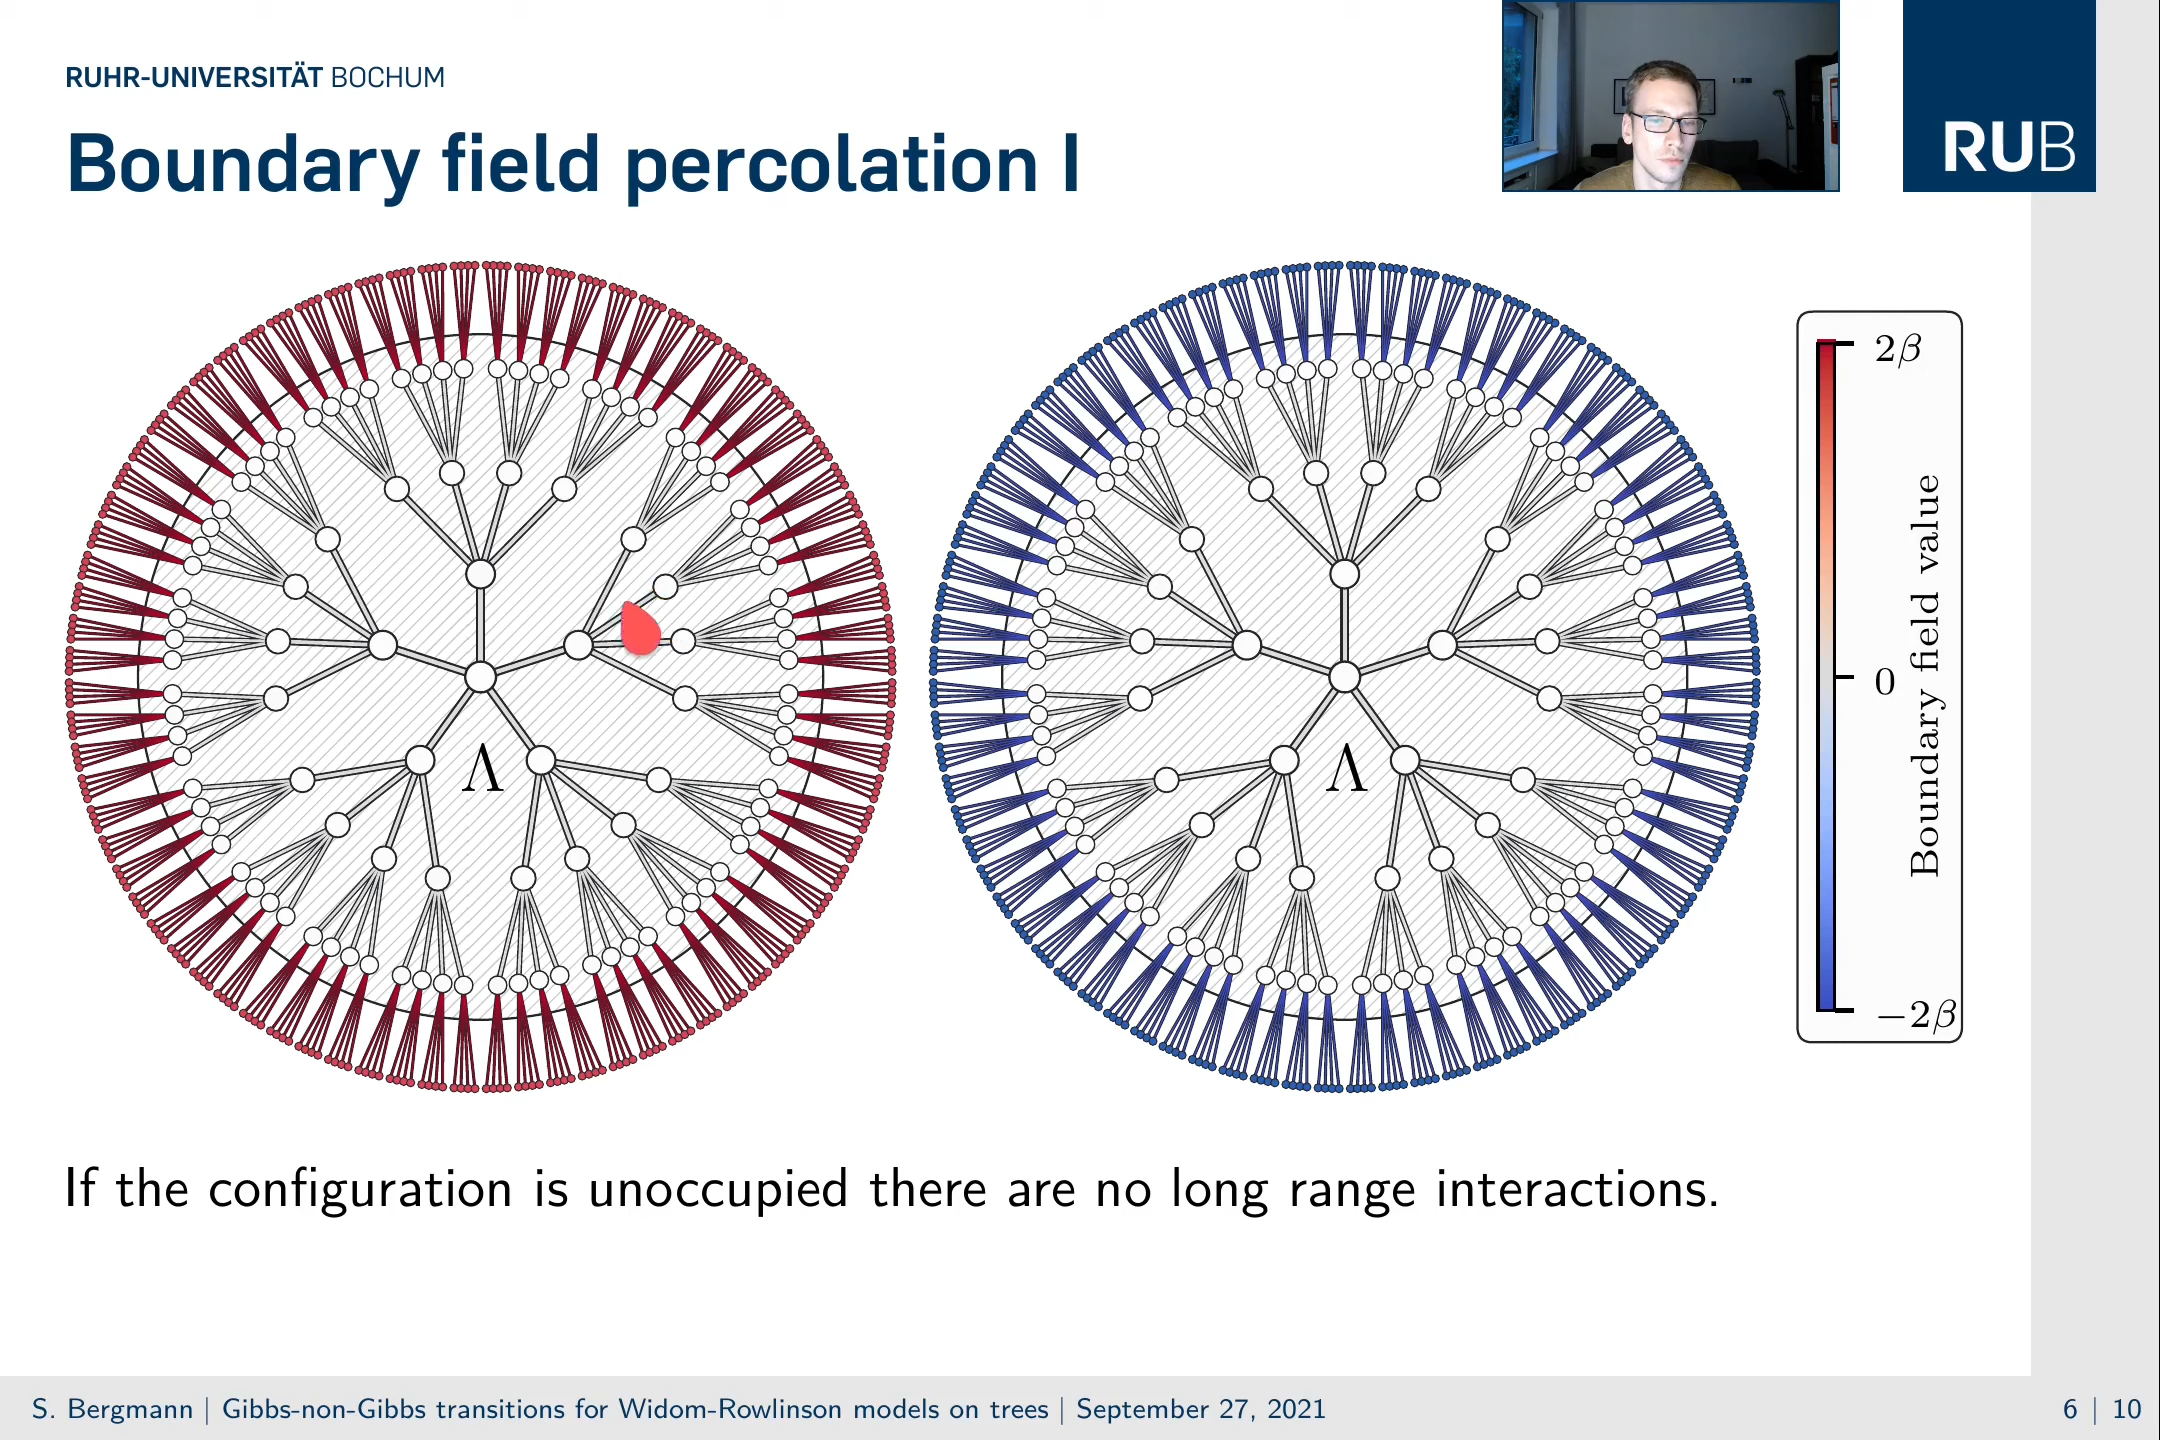 RUHR-UNIVERSITÄT BOCHUM
RUB
Boundary field percolation I
2β
0
−2β
Boundary field value
Λ
Λ
If the configuration is unoccupied there are no long range interactions.
S. Bergmann | Gibbs-non-Gibbs transitions for Widom-Rowlinson models on trees | September 27, 2021
6 | 10